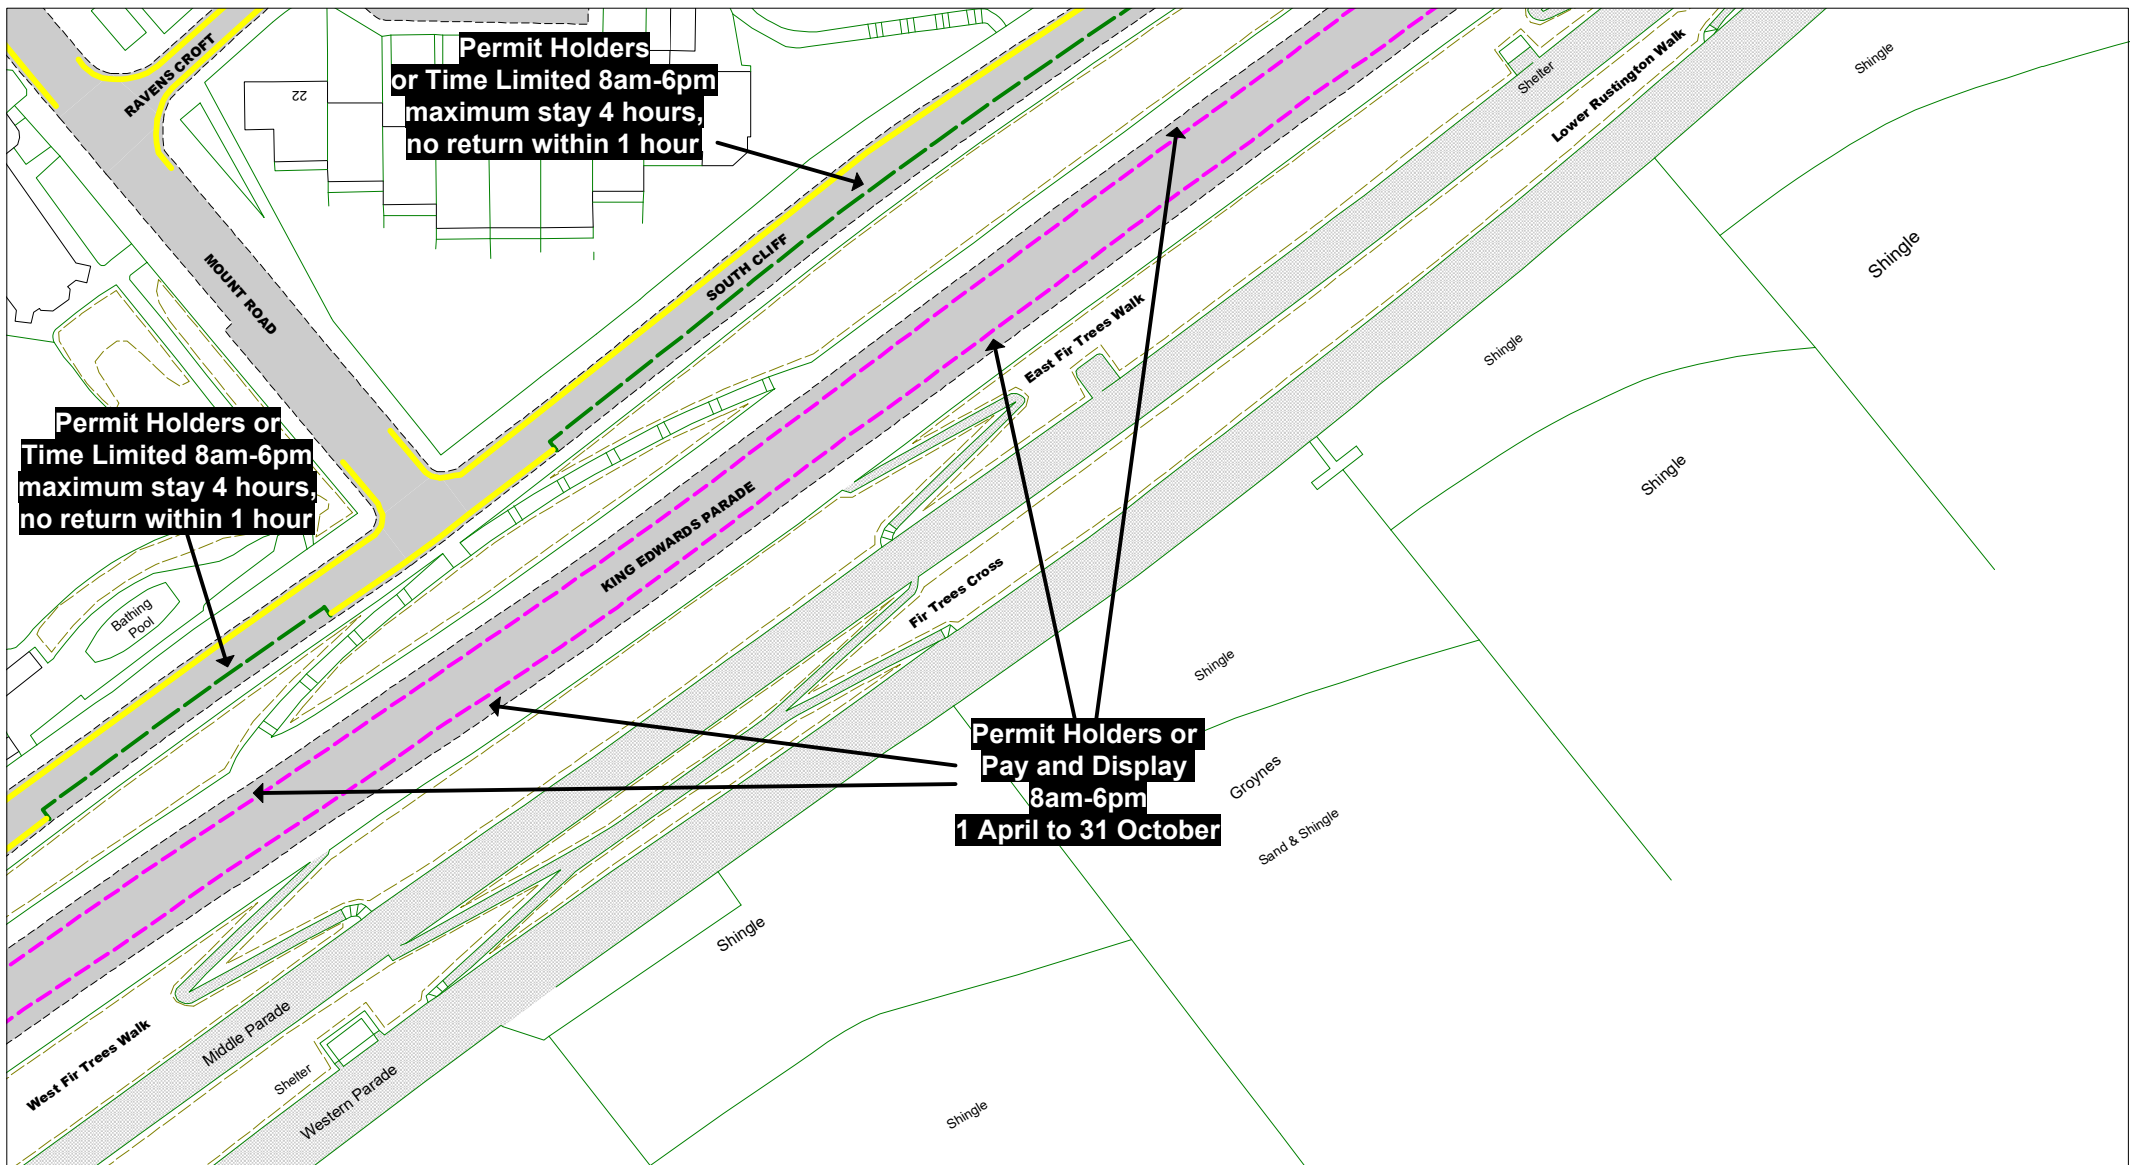 RAVENS CROFT
22
Permit Holders
or Time Limited 8am-6pm
maximum stay 4 hours,
no return within 1 hour
Shelter
Lower Rustington Walk
Shingle
MOUNT ROAD
SOUTH CLIFF
Shingle
East Fir Trees Walk
Shingle
Permit Holders or
Time Limited 8am-6pm
maximum stay 4 hours,
no return within 1 hour
KING EDWARDS PARADE
Shingle
Bathing
Pool
Fir Trees Cross
Shingle
Permit Holders or
Pay and Display
8am-6pm
1 April to 31 October
Groynes
Sand & Shingle
Shingle
West Fir Trees Walk
Middle Parade
Shelter
Western Parade
Shingle